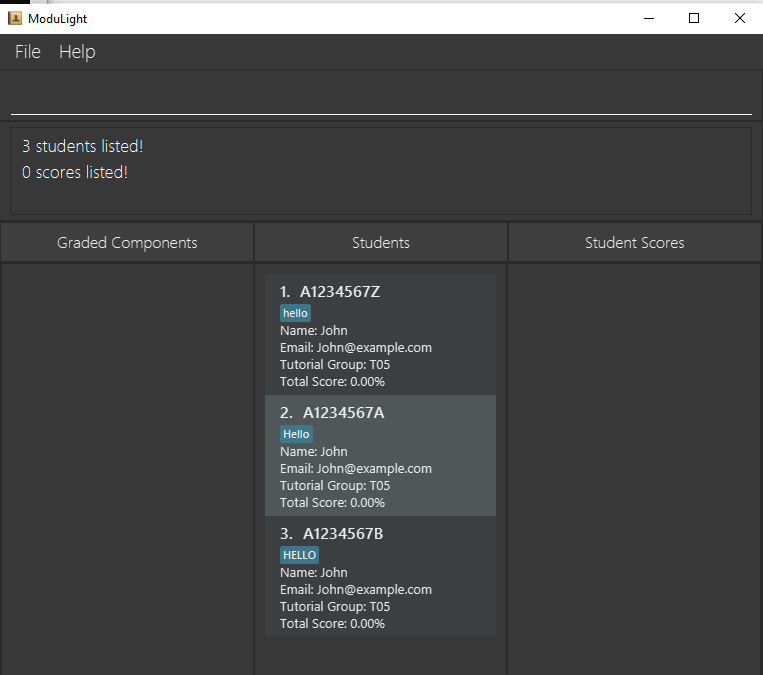 ModuLight
File Help
3 students listed!
0 scores listed!
Graded Components Students Student Scores
1. A1234567Z
hello
Name: John
Email: John@example.com
Tutorial Group: T05
Total Score: 0.00%
2. A1234567A
Hello
Name: John
Email: John@example.com
Tutorial Group: T05
Total Score: 0.00%
3. A1234567B
HELLO
Name: John
Email: John@example.com
Tutorial Group: T05
Total Score: 0.00%